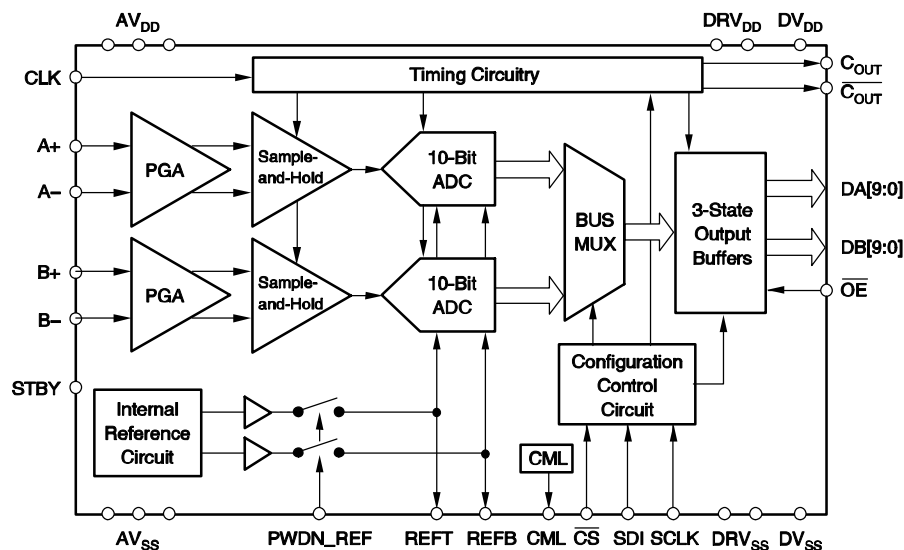 AVDD
DRVDD
DVDD
CLK
Timing Circuitry
COUT
COUT
A+
A–
PGA
Sample-
and-Hold
10-Bit
ADC
BUS
MUX
3-State
Output
Buffers
DA[9:0]
DB[9:0]
OE
B+
B–
PGA
Sample-
and-Hold
10-Bit
ADC
STBY
Internal
Reference
Circuit
Configuration
Control
Circuit
CML
AVSS
PWDN_REF
REFT
REFB
CML
CS
SDI
SCLK
DRVSS
DVSS